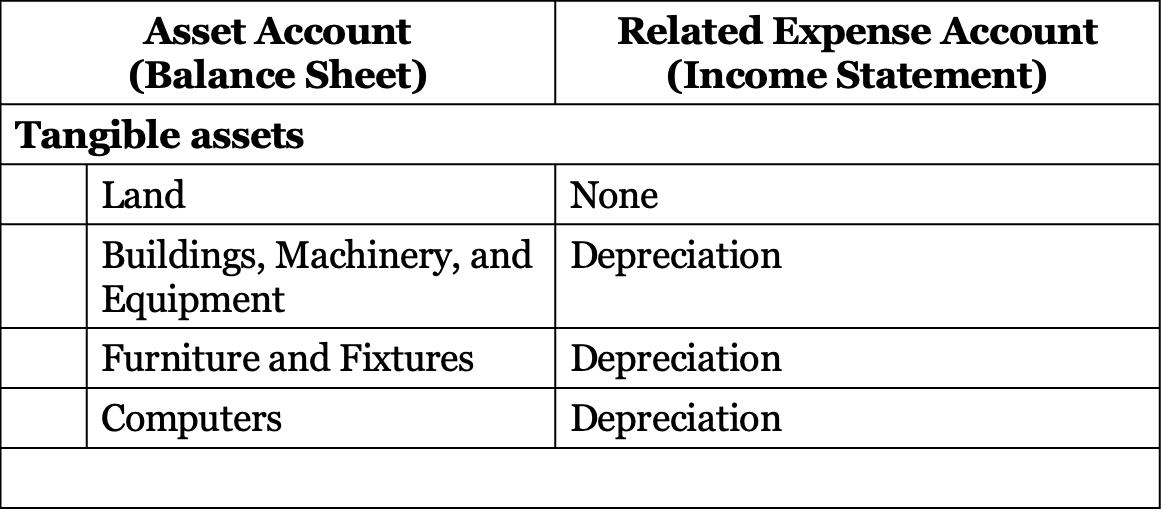 Asset Account
(Balance Sheet)
Related Expense Account
(Income Statement)
Tangible assets
Land
None
Buildings, Machinery, and
Equipment
Depreciation
Furniture and Fixtures
Depreciation
Computers
Depreciation